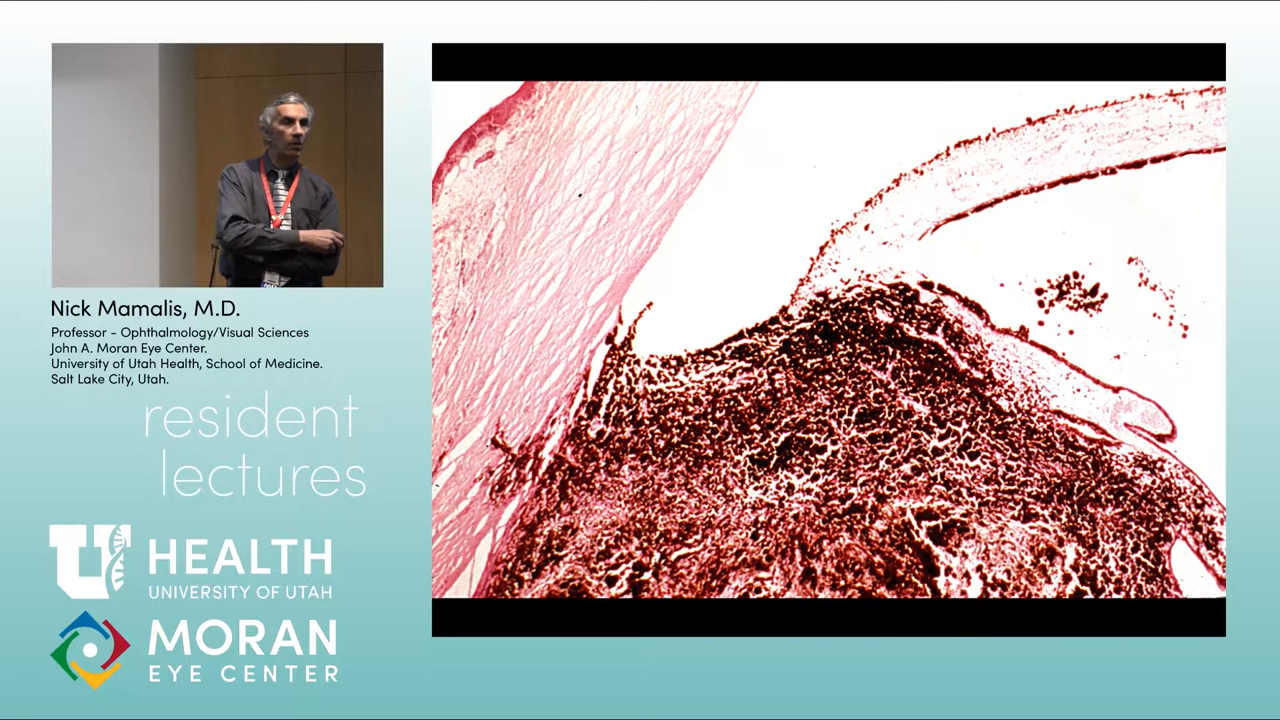 Nick Mamalis, M.D.
Professor - Ophthalmology/Visual Sciences
John A. Moran Eye Center.
University of Utah Health, School of Medicine.
Salt Lake City, Utah.
resident
lectures
U HEALTH
UNIVERSITY OF UTAH
MORAN
EYE CENTER